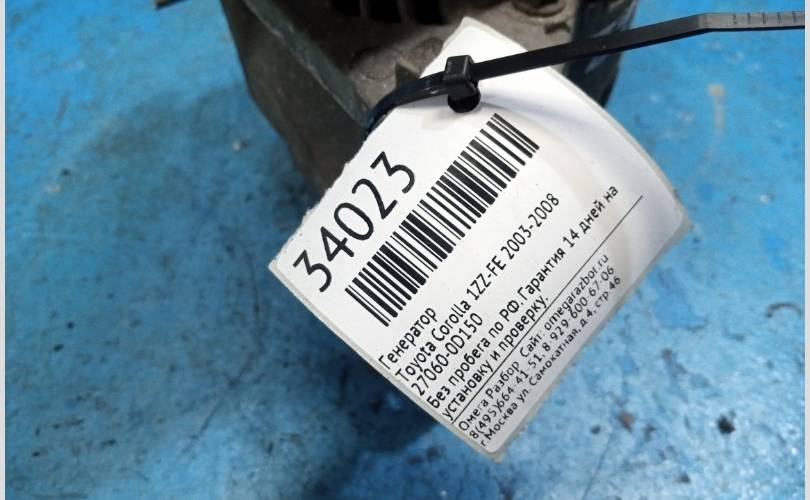 34023
Генератор
Toyota Corolla 1ZZ-FE 2003-2008
27060-0D150
Без пробега по РФ. Гарантия 14 дней на
установку и проверку.
Омега Разбор Сайт: omegarazbor.ru
8(495)664-41-51. 8-929-600-67-06
г Москва ул. Самокатная, д 4, стр 46